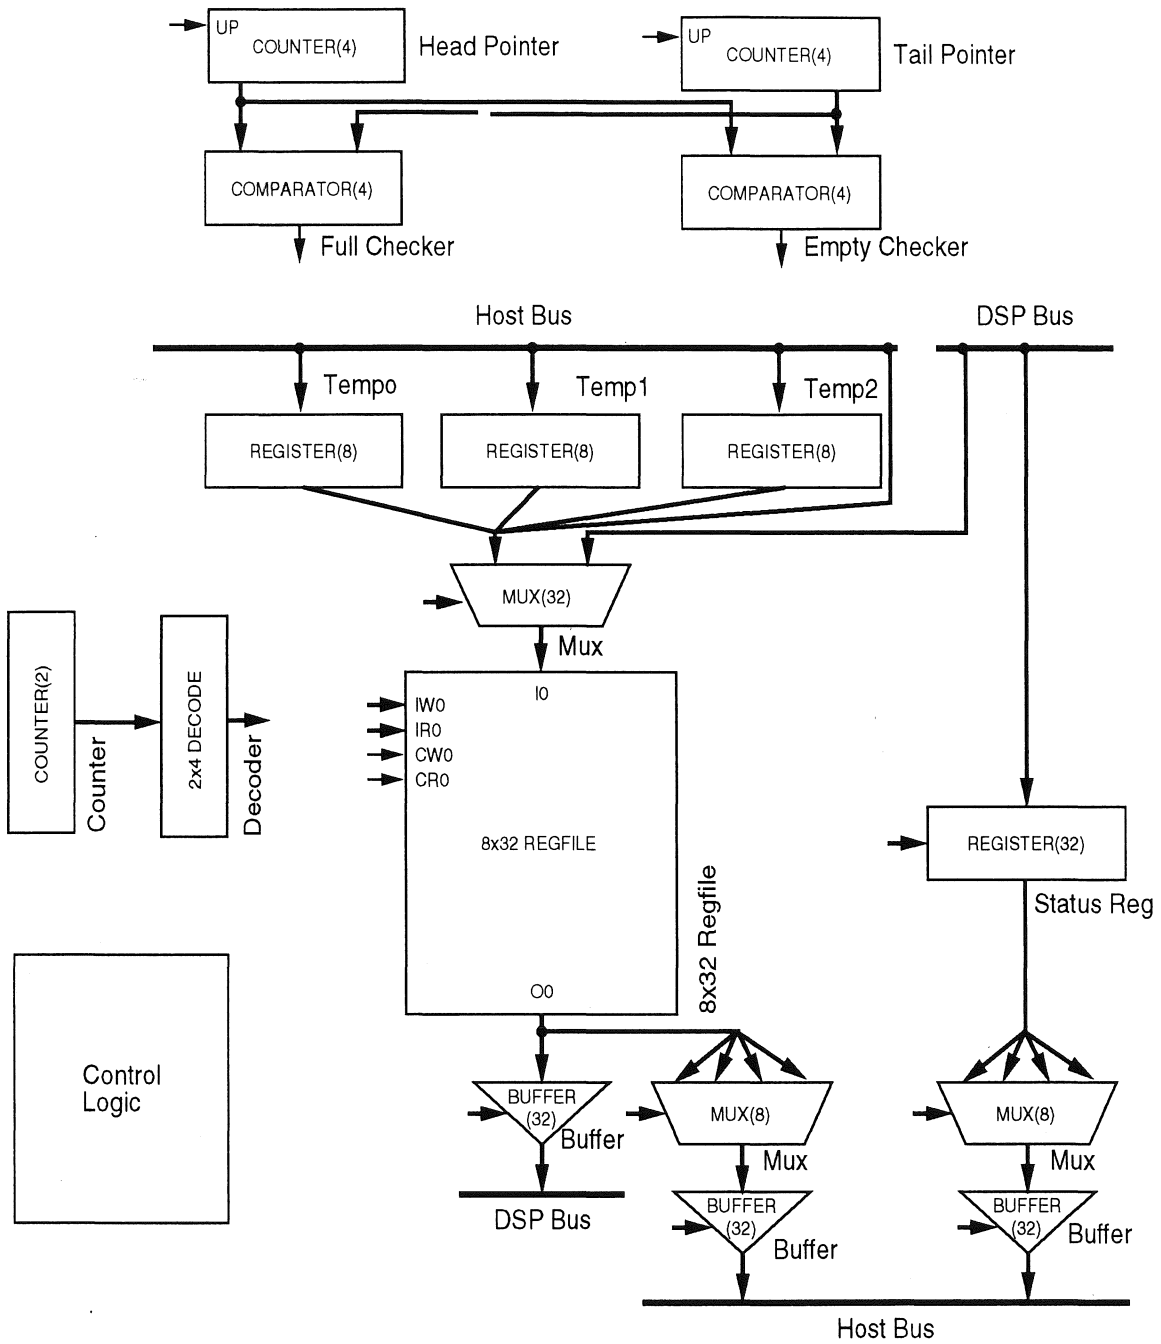 UP
COUNTER(4)
Head Pointer
UP
COUNTER(4)
Tail Pointer
COMPARATOR(4)
COMPARATOR(4)
Full Checker
Empty Checker
Host Bus
DSP Bus
Tempo
Temp1
Temp2
REGISTER(8)
REGISTER(8)
REGISTER(8)
MUX(32)
Mux
COUNTER(2)
Counter
2x4 DECODE
Decoder
I0
IW0
IR0
CW0
CR0
8x32 REGFILE
8x32 Regfile
O0
REGISTER(32)
Status Reg
Control
Logic
BUFFER
(32)
Buffer
DSP Bus
MUX(8)
Mux
MUX(8)
Mux
BUFFER
(32)
Buffer
BUFFER
(32)
Buffer
Host Bus